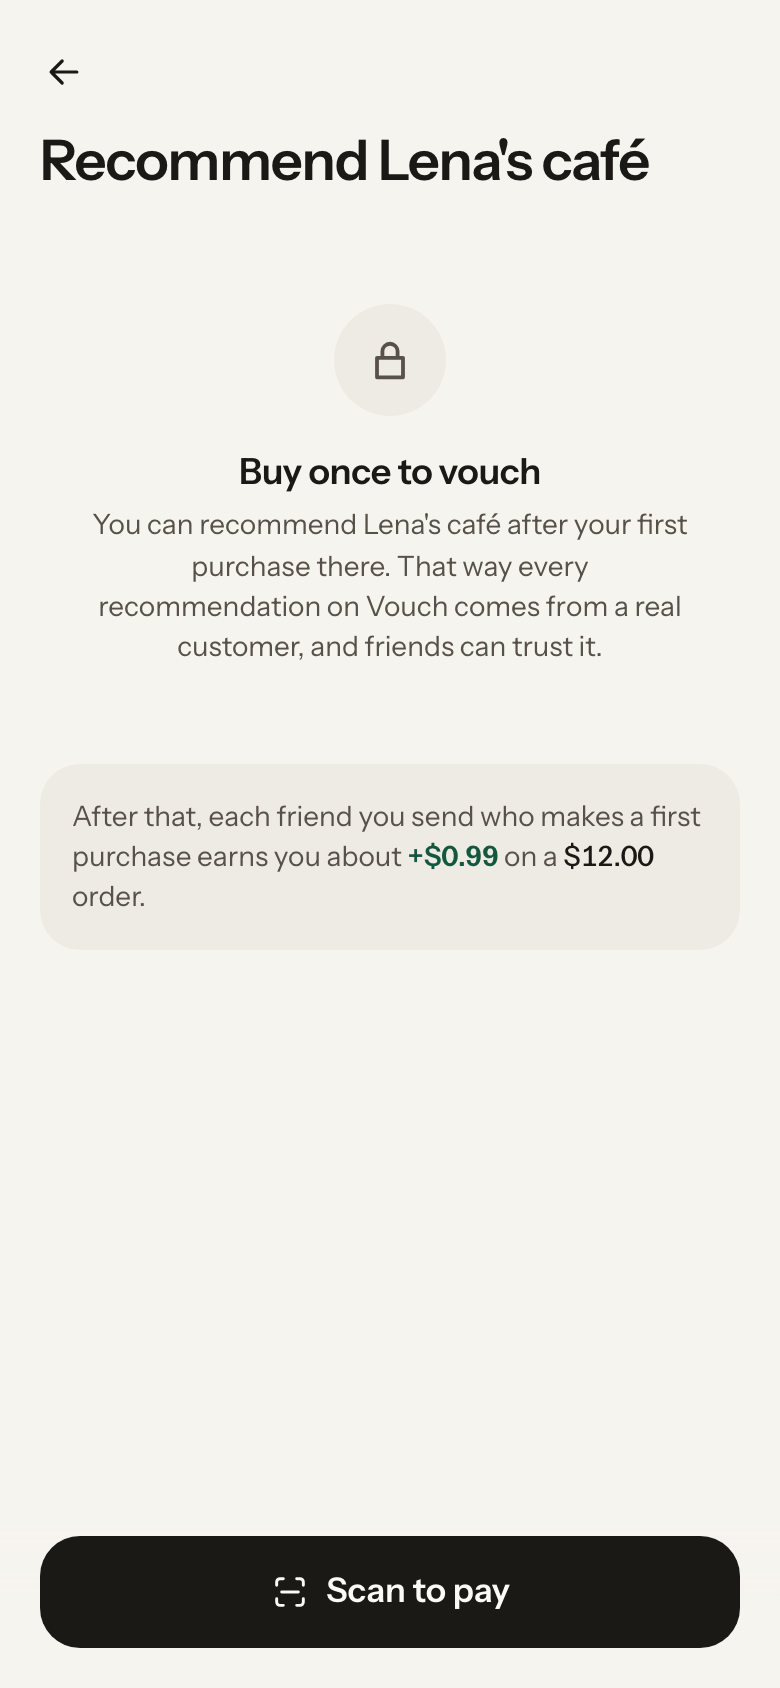 Recommend Lena's café
Buy once to vouch
You can recommend Lena's café after your first
purchase there. That way every
recommendation on Vouch comes from a real
customer, and friends can trust it.
After that, each friend you send who makes a first
purchase earns you about +$0.99 on a $12.00
order.
Scan to pay